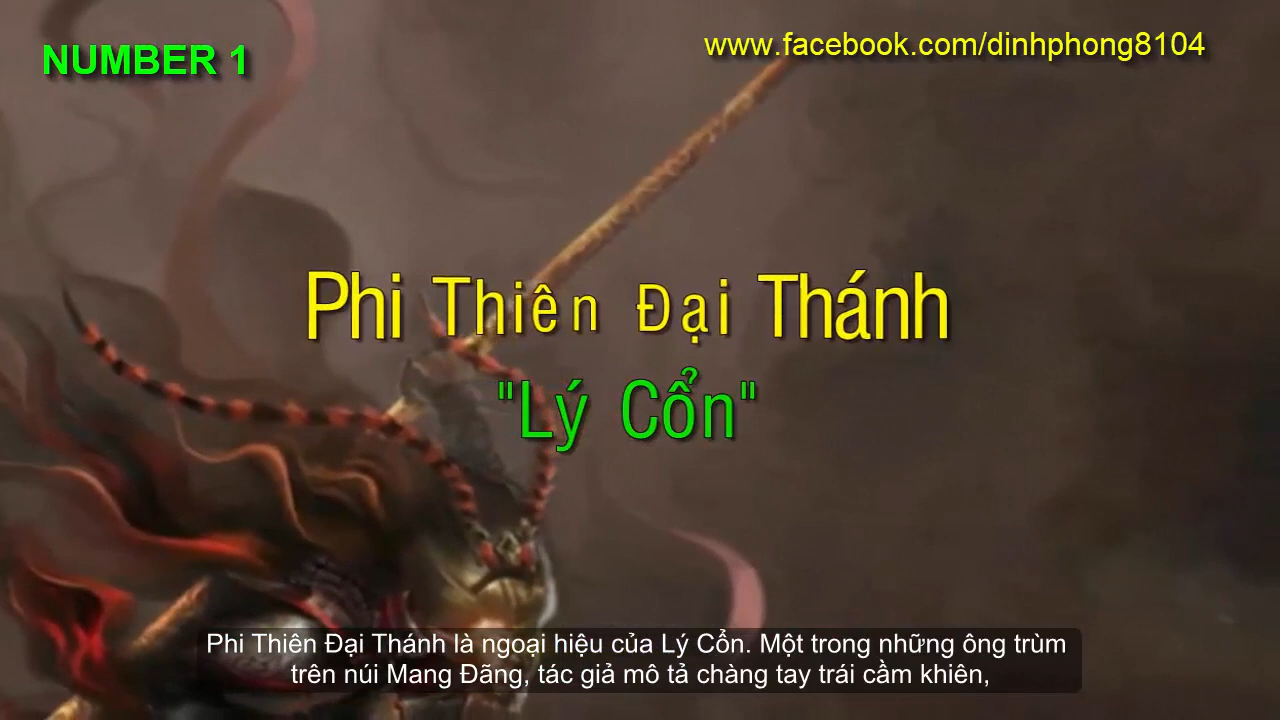 NUMBER 1
www.facebook.com/dinhphong8104
Phi Thiên Đại Thánh
"Lý Cổn"
Phi Thiên Đại Thánh là ngoại hiệu của Lý Cổn. Một trong những ông trùm
trên núi Mang Đãng, tác giả mô tả chàng tay trái cầm khiên,